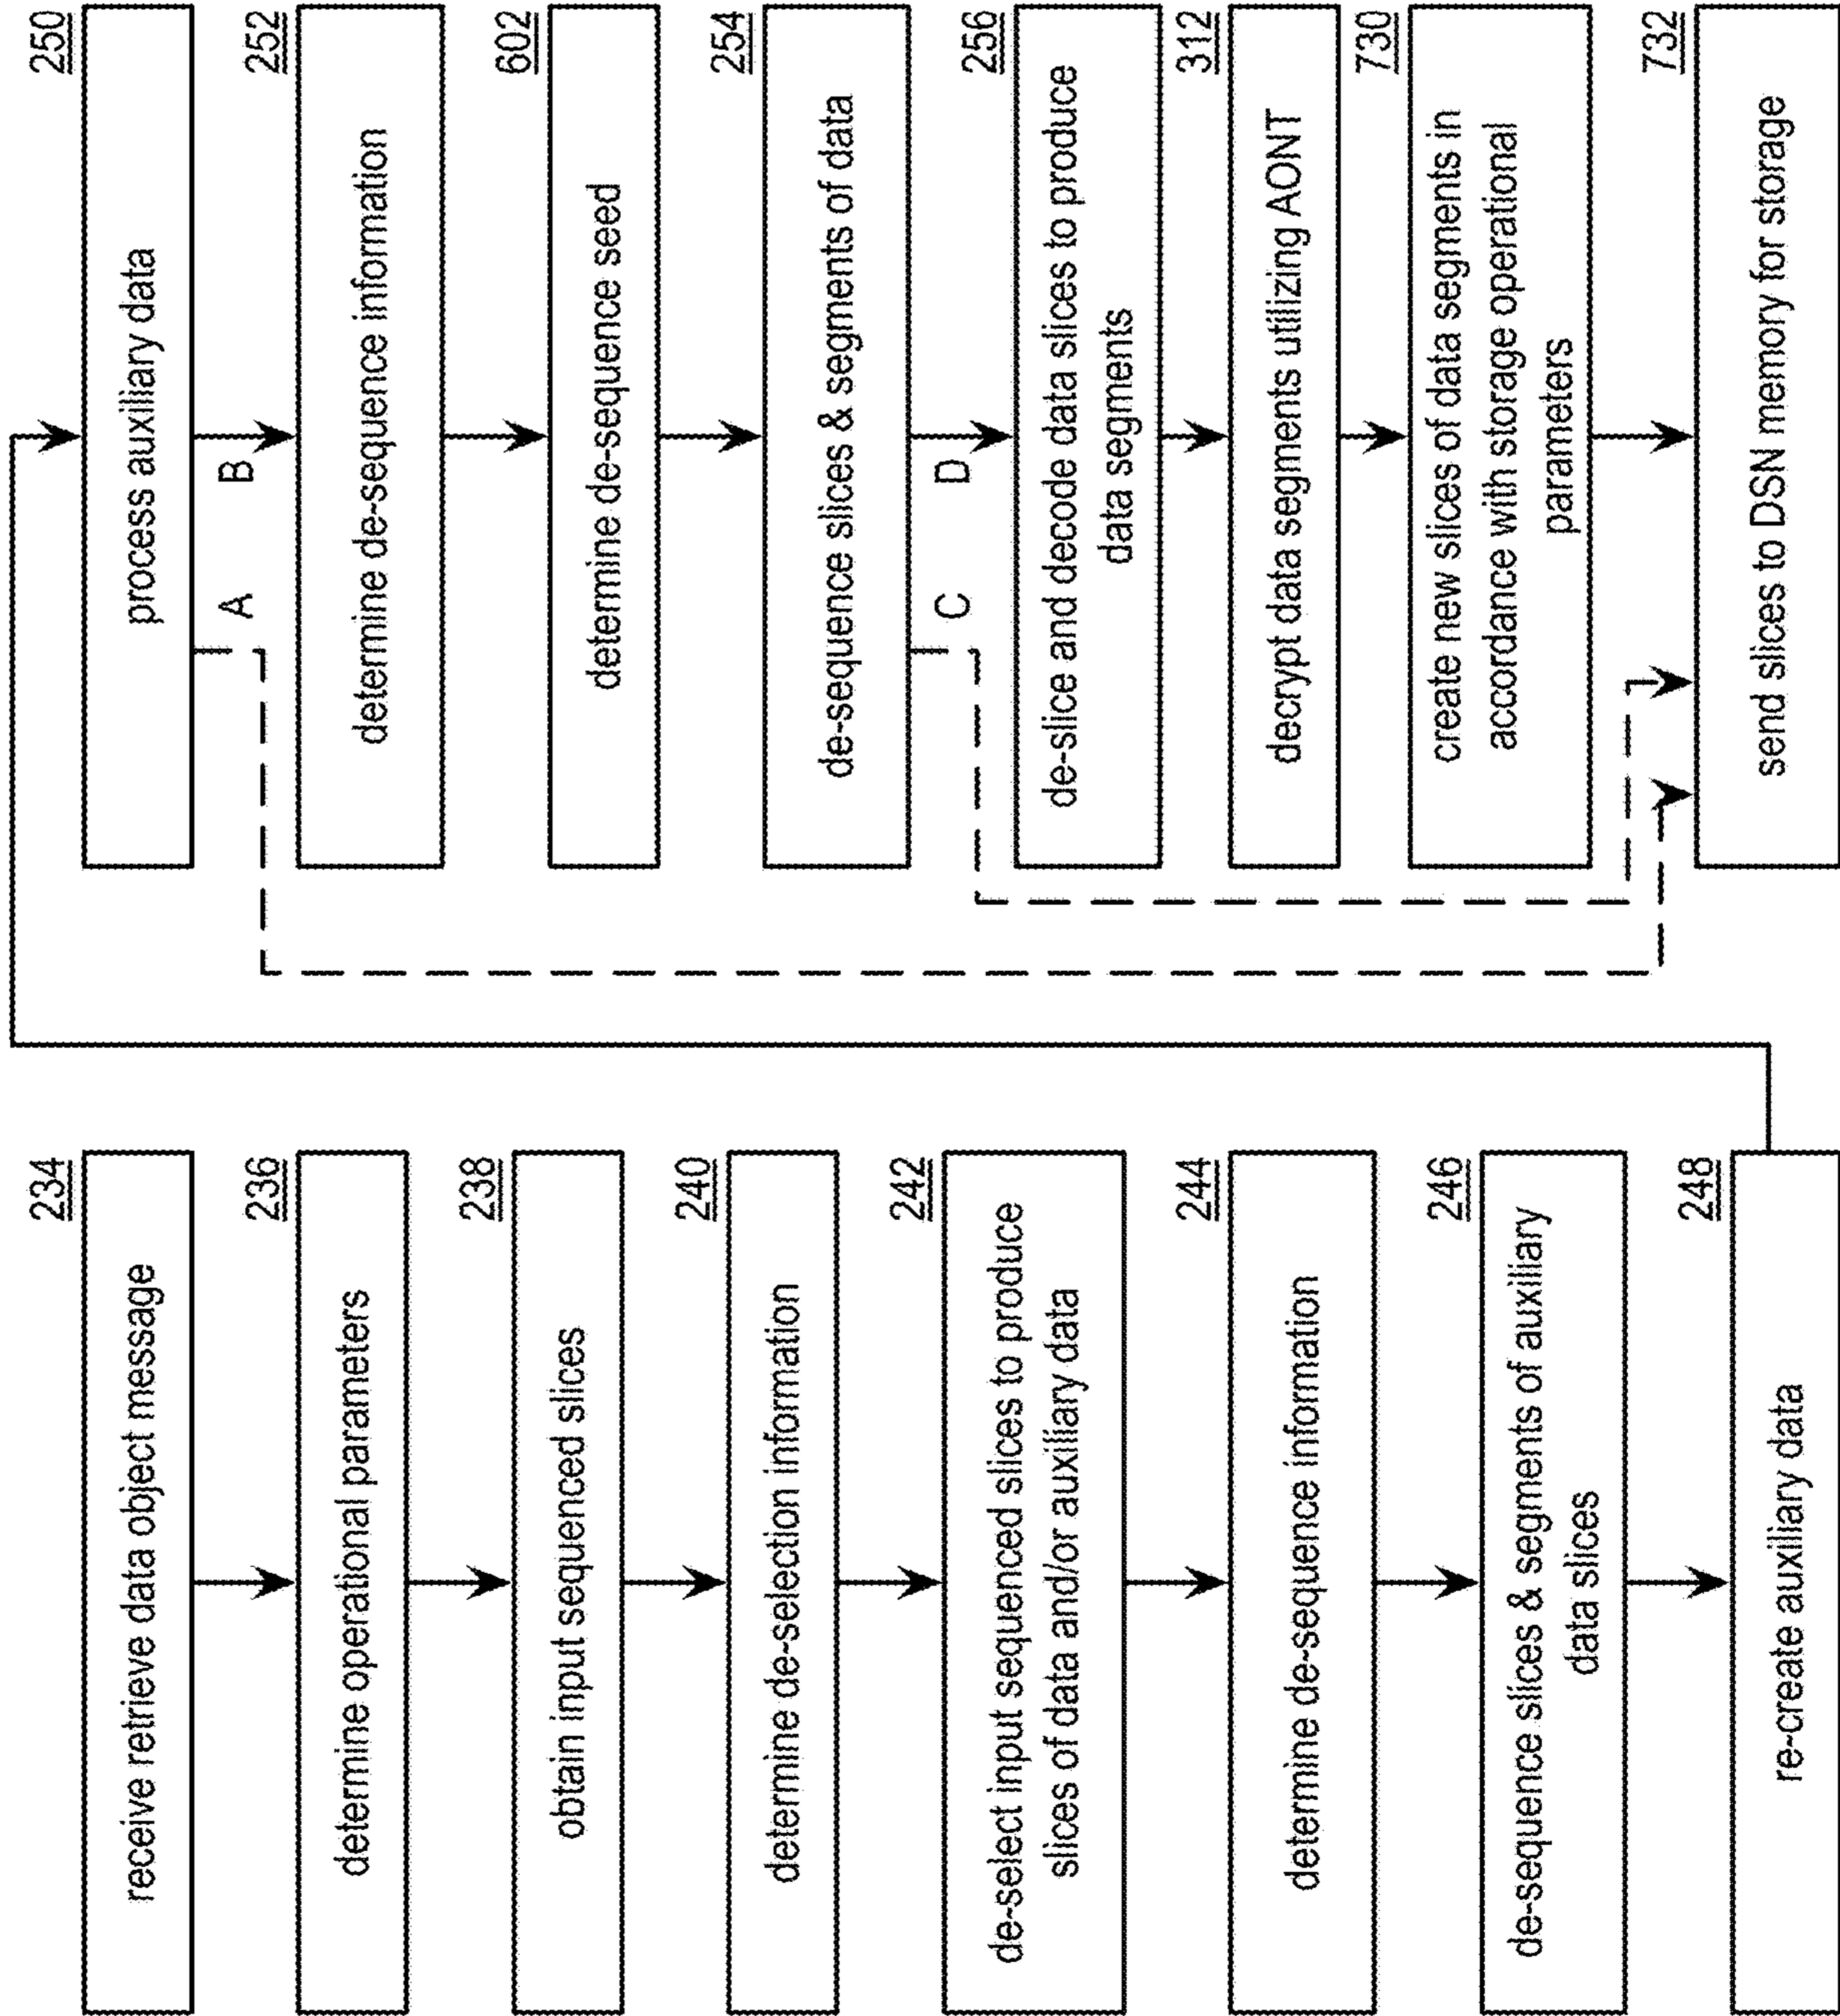 234
receive retrieve data object message
236
determine operational parameters
238
obtain input sequenced slices
240
determine de-selection information
242
de-select input sequenced slices to produce
slices of data and/or auxiliary data
244
determine de-sequence information
246
de-sequence slices & segments of auxiliary
data slices
248
re-create auxiliary data
250
process auxiliary data
A
B
252
determine de-sequence information
602
determine de-sequence seed
254
de-sequence slices & segments of data
C
D
256
de-slice and decode data slices to produce
data segments
312
decrypt data segments utilizing AONT
730
create new slices of data segments in
accordance with storage operational
parameters
732
send slices to DSN memory for storage